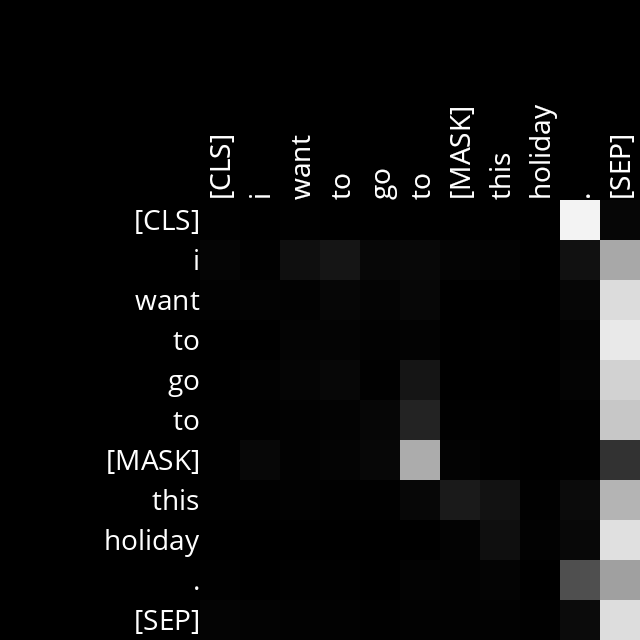 [CLS] i want to go to [MASK] this holiday . [SEP]
[CLS]
i
want
to
go
to
[MASK]
this
holiday
.
[SEP]